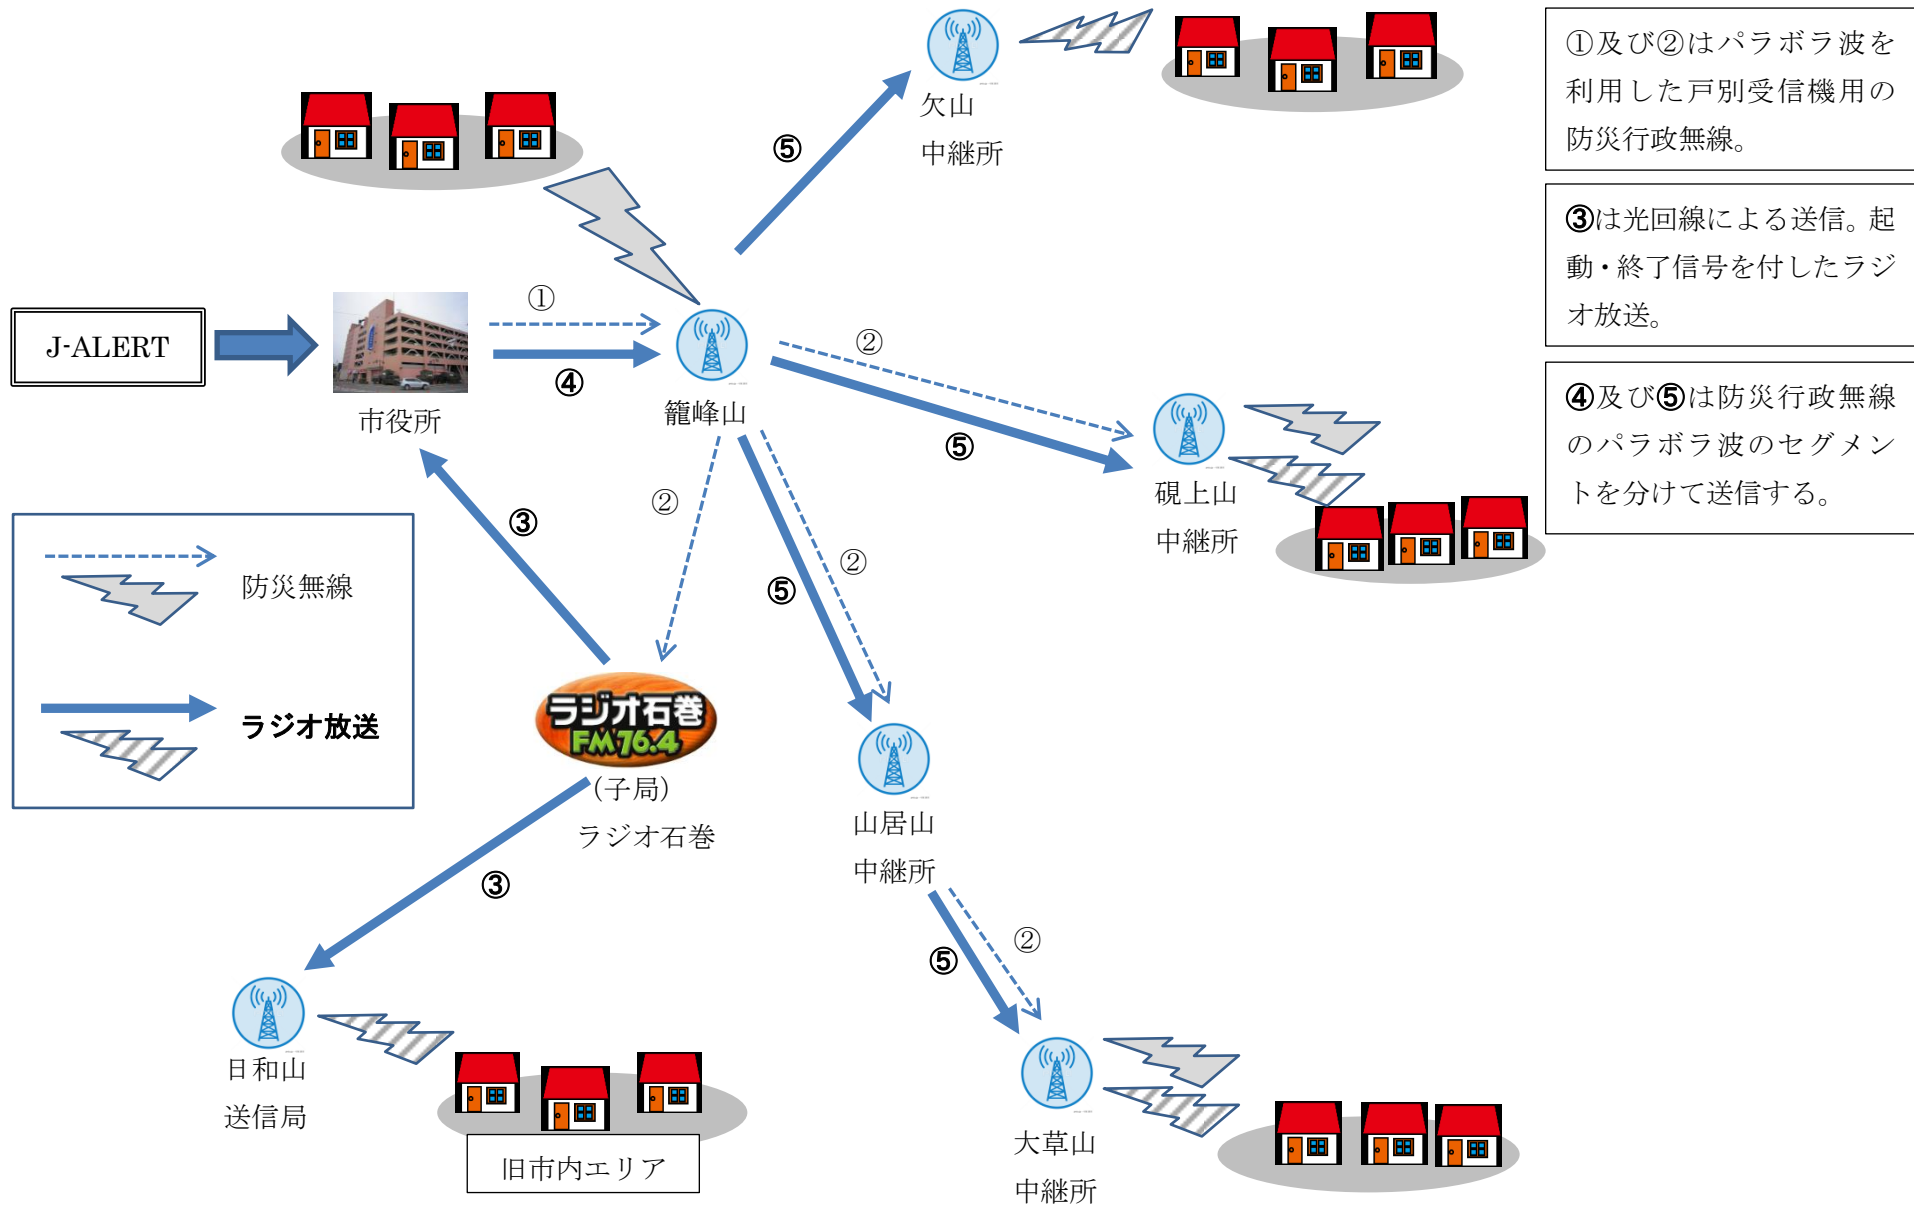 欠山
中継所
⑤
①及び②はパラボラ波を
利用した戸別受信機用の
防災行政無線。
③は光回線による送信。起
動・終了信号を付したラジ
オ放送。
④及び⑤は防災行政無線
のパラボラ波のセグメン
トを分けて送信する。
J-ALERT
市役所
①
④
籠峰山
②
⑤
硯上山
中継所
③
②
②
⑤
防災無線
ラジオ放送
ラジオ石巻
FM 76.4
(子局)
ラジオ石巻
③
山居山
中継所
②
⑤
日和山
送信局
旧市内エリア
大草山
中継所